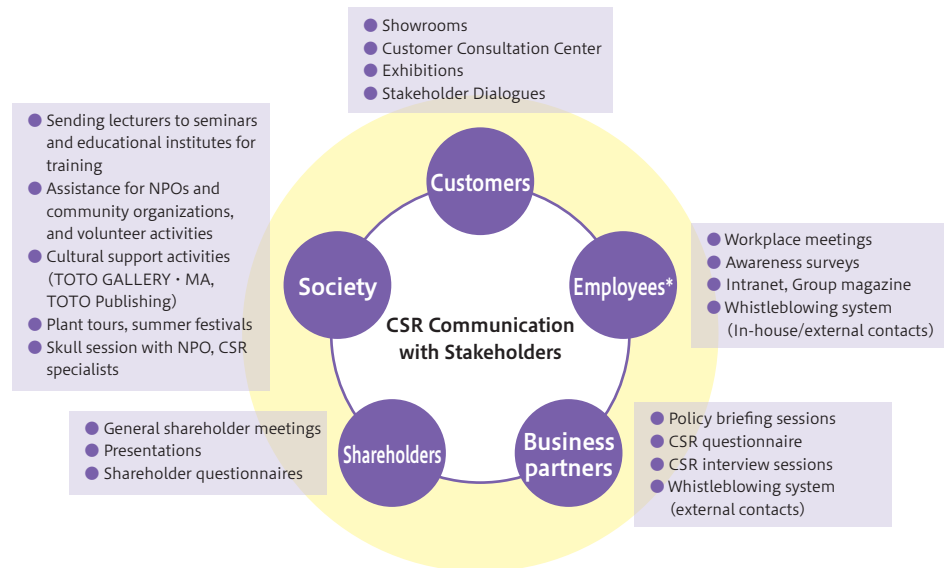 ● Showrooms
● Customer Consultation Center
● Exhibitions
● Stakeholder Dialogues
● Sending lecturers to seminars
and educational institutes for
training
● Assistance for NPOs and
community organizations,
and volunteer activities
● Cultural support activities
(TOTO GALLERY・MA,
TOTO Publishing)
● Plant tours, summer festivals
● Skull session with NPO, CSR
specialists
Customers
Society
Employees*
● Workplace meetings
● Awareness surveys
● Intranet, Group magazine
● Whistleblowing system
(In-house/external contacts)
CSR Communication
with Stakeholders
● General shareholder meetings
● Presentations
● Shareholder questionnaires
Shareholders
Business
partners
● Policy briefing sessions
● CSR questionnaire
● CSR interview sessions
● Whistleblowing system
(external contacts)